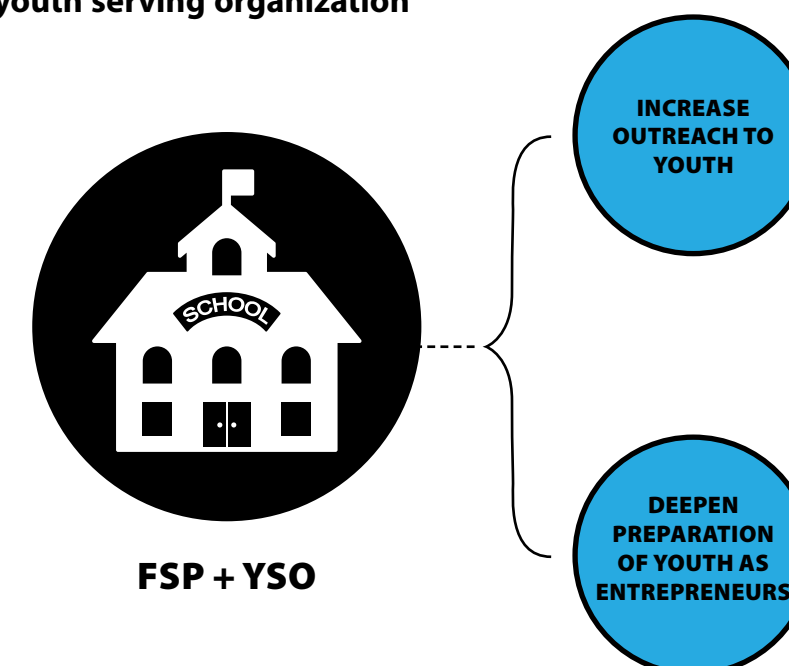 youth serving organization
INCREASE
OUTREACH TO
YOUTH
SCHOOL
FSP + YSO
DEEPEN
PREPARATION
OF YOUTH AS
ENTREPRENEURS